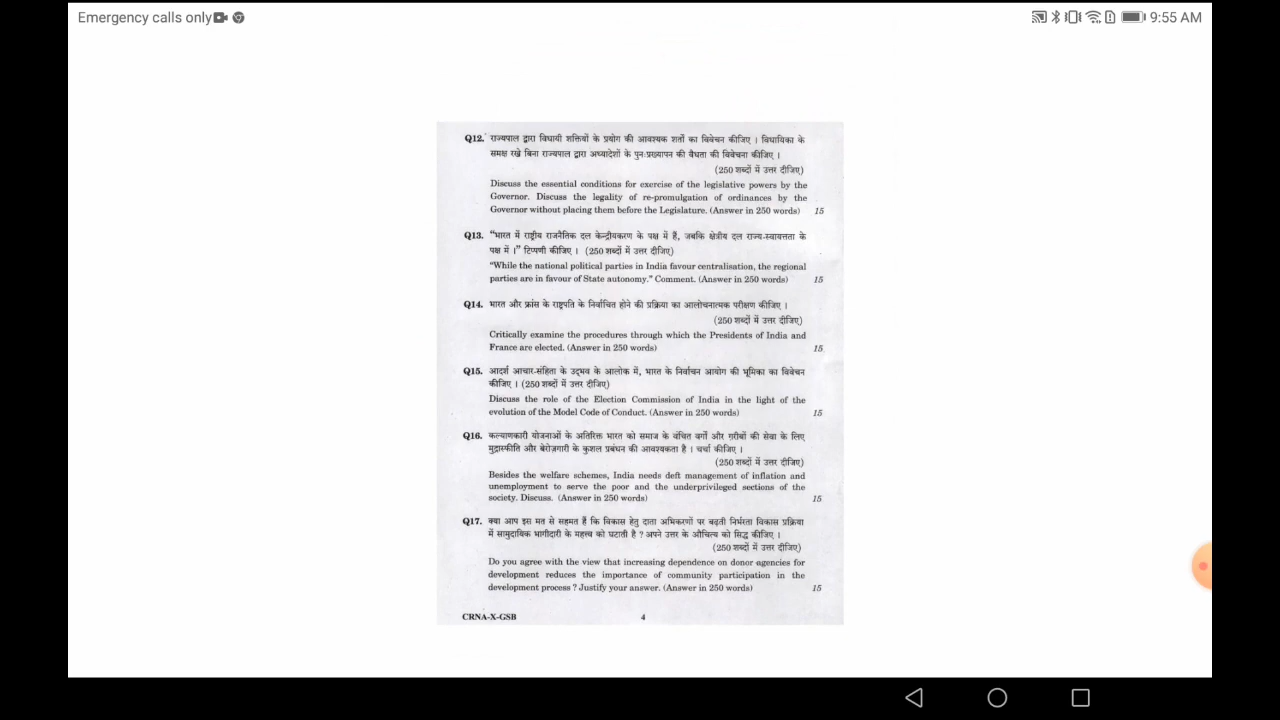 Emergency calls only
9:55 AM
Q12. राज्यपाल द्वारा विधायी शक्तियों के प्रयोग की आवश्यक शर्तों का विवेचन कीजिए । विधायिका के
समक्ष रखे बिना राज्यपाल द्वारा अध्यादेशों के पुनःप्रख्यापन की वैधता की विवेचना कीजिए ।
(250 शब्दों में उत्तर दीजिए)
Discuss the essential conditions for exercise of the legislative powers by the
Governor. Discuss the legality of re-promulgation of ordinances by the
Governor without placing them before the Legislature. (Answer in 250 words) 15
Q13. “भारत में राष्ट्रीय राजनैतिक दल केन्द्रीयकरण के पक्ष में हैं, जबकि क्षेत्रीय दल राज्य-स्वायत्तता के
पक्ष में ।” टिप्पणी कीजिए । (250 शब्दों में उत्तर दीजिए)
“While the national political parties in India favour centralisation, the regional
parties are in favour of State autonomy.” Comment. (Answer in 250 words) 15
Q14. भारत और फ्रांस के राष्ट्रपति के निर्वाचित होने की प्रक्रिया का आलोचनात्मक परीक्षण कीजिए ।
(250 शब्दों में उत्तर दीजिए)
Critically examine the procedures through which the Presidents of India and
France are elected. (Answer in 250 words) 15
Q15. आदर्श आचार-संहिता के उद्भव के आलोक में, भारत के निर्वाचन आयोग की भूमिका का विवेचन
कीजिए । (250 शब्दों में उत्तर दीजिए)
Discuss the role of the Election Commission of India in the light of the
evolution of the Model Code of Conduct. (Answer in 250 words) 15
Q16. कल्याणकारी योजनाओं के अतिरिक्त भारत को समाज के वंचित वर्गों और ग़रीबों की सेवा के लिए
मुद्रास्फीति और बेरोज़गारी के कुशल प्रबंधन की आवश्यकता है । चर्चा कीजिए ।
(250 शब्दों में उत्तर दीजिए)
Besides the welfare schemes, India needs deft management of inflation and
unemployment to serve the poor and the underprivileged sections of the
society. Discuss. (Answer in 250 words) 15
Q17. क्या आप इस मत से सहमत हैं कि विकास हेतु दाता अभिकरणों पर बढ़ती निर्भरता विकास प्रक्रिया
में सामुदायिक भागीदारी के महत्त्व को घटाती है ? अपने उत्तर के औचित्य को सिद्ध कीजिए ।
(250 शब्दों में उत्तर दीजिए)
Do you agree with the view that increasing dependence on donor agencies for
development reduces the importance of community participation in the
development process ? Justify your answer. (Answer in 250 words) 15
CRNA-X-GSB 4